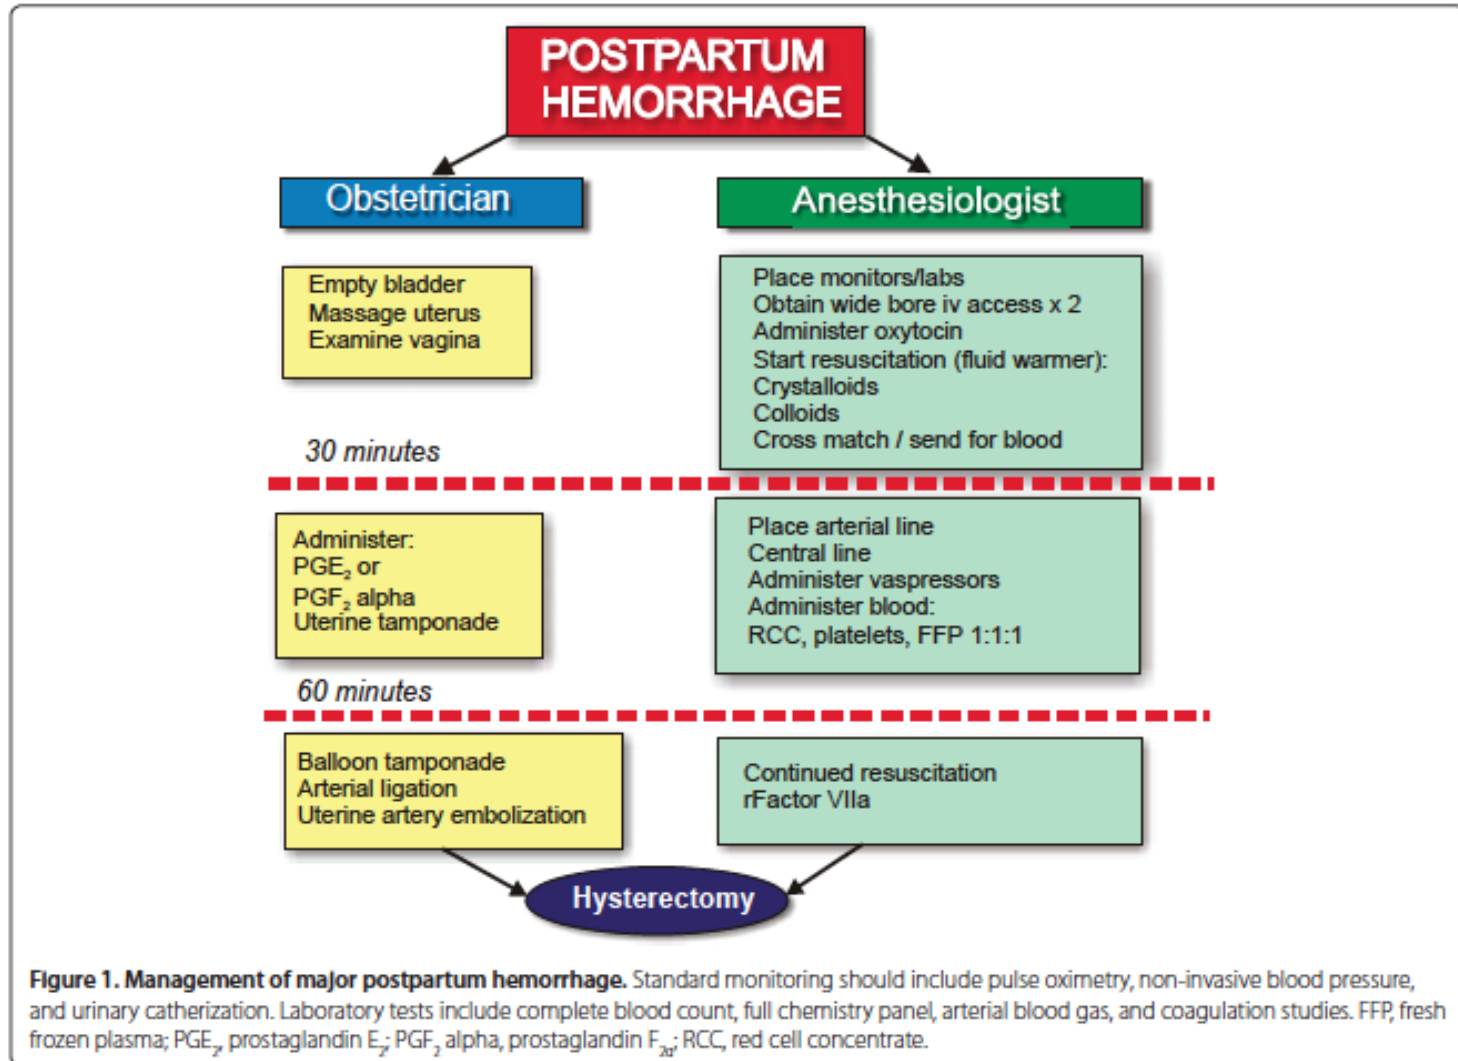 POSTPARTUM
HEMORRHAGE
Obstetrician
Anesthesiologist
Empty bladder
Massage uterus
Examine vagina
Place monitors/labs
Obtain wide bore iv access x 2
Administer oxytocin
Start resuscitation (fluid warmer):
Crystalloids
Colloids
Cross match / send for blood
30 minutes
Administer:
PGE₂ or
PGF₂ alpha
Uterine tamponade
Place arterial line
Central line
Administer vaspressors
Administer blood:
RCC, platelets, FFP 1:1:1
60 minutes
Balloon tamponade
Arterial ligation
Uterine artery embolization
Continued resuscitation
rFactor VIIa
Hysterectomy
Figure 1. Management of major postpartum hemorrhage. Standard monitoring should include pulse oximetry, non-invasive blood pressure,
and urinary catherization. Laboratory tests include complete blood count, full chemistry panel, arterial blood gas, and coagulation studies. FFP, fresh
frozen plasma; PGE₂, prostaglandin E₂; PGF₂ alpha, prostaglandin F₂α; RCC, red cell concentrate.